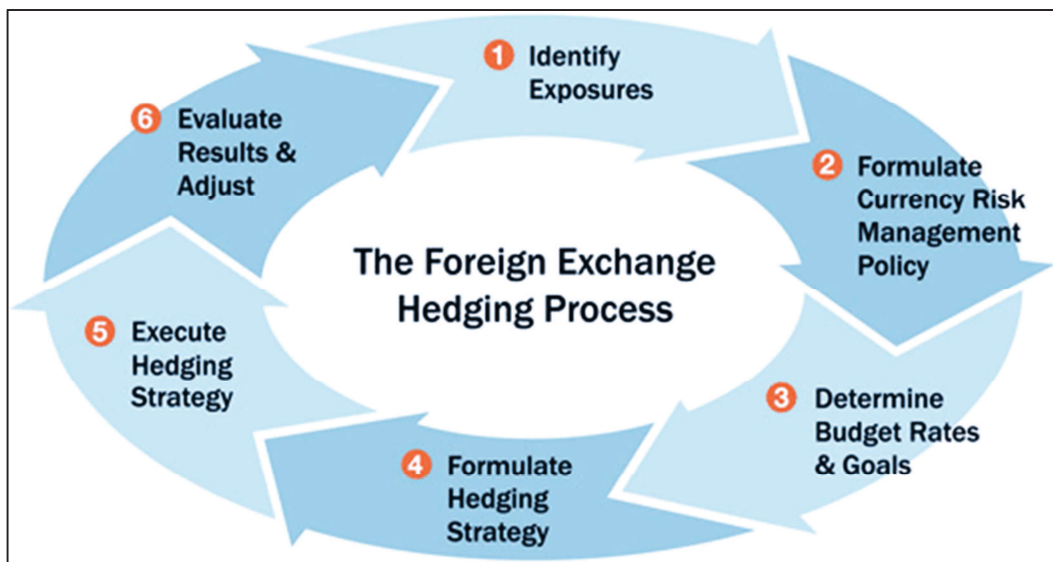 The Foreign Exchange
Hedging Process
1 Identify
Exposures
2 Formulate
Currency Risk
Management
Policy
3 Determine
Budget Rates
& Goals
4 Formulate
Hedging
Strategy
5 Execute
Hedging
Strategy
6 Evaluate
Results &
Adjust